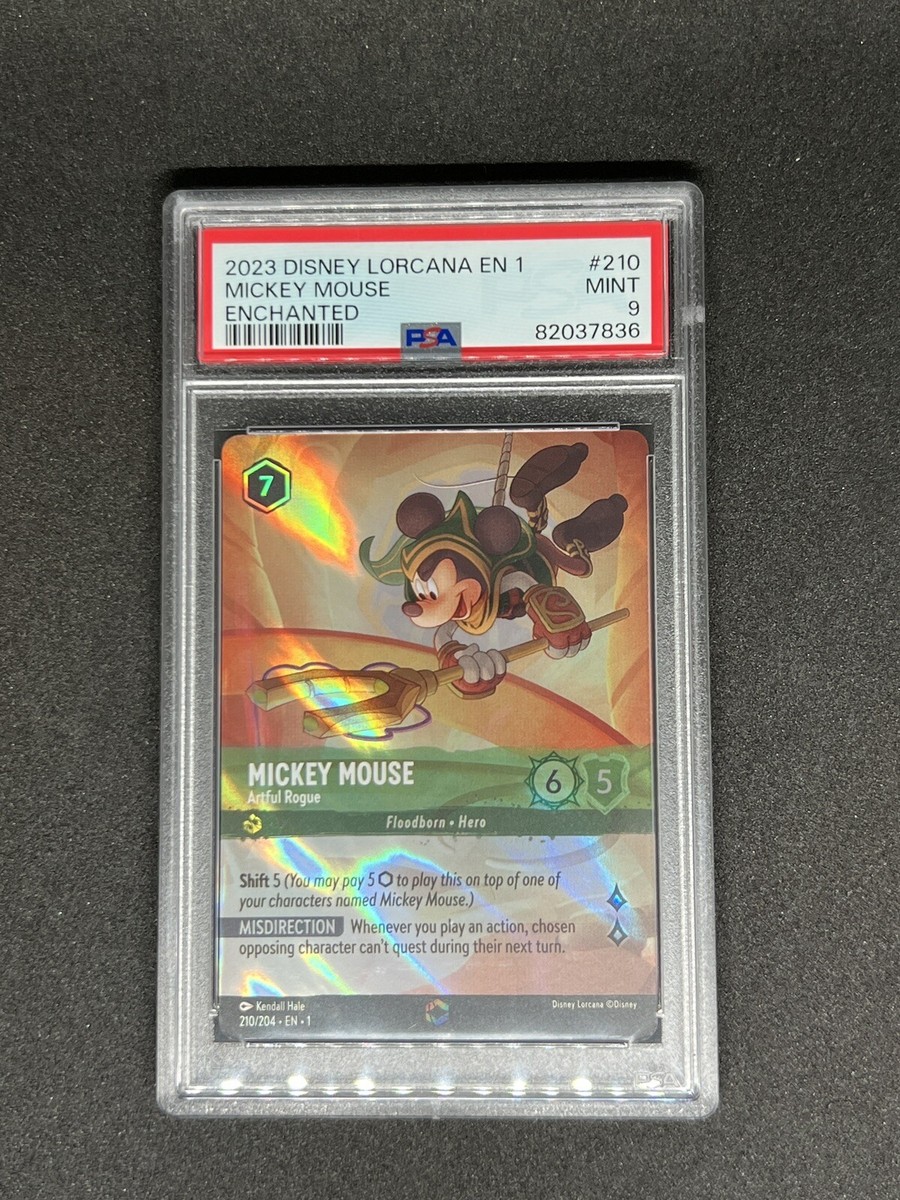 2023 DISNEY LORCANA EN 1 #210
MICKEY MOUSE MINT
ENCHANTED 9
PSA 82037836
7
MICKEY MOUSE
Artful Rogue
6 5
Floodborn • Hero
Shift 5 (You may pay 5 to play this on top of one of
your characters named Mickey Mouse.)
MISDIRECTION Whenever you play an action, chosen
opposing character can't quest during their next turn.
Kendall Hale
210/204 • EN • 1
Disney Lorcana ©Disney
PSA